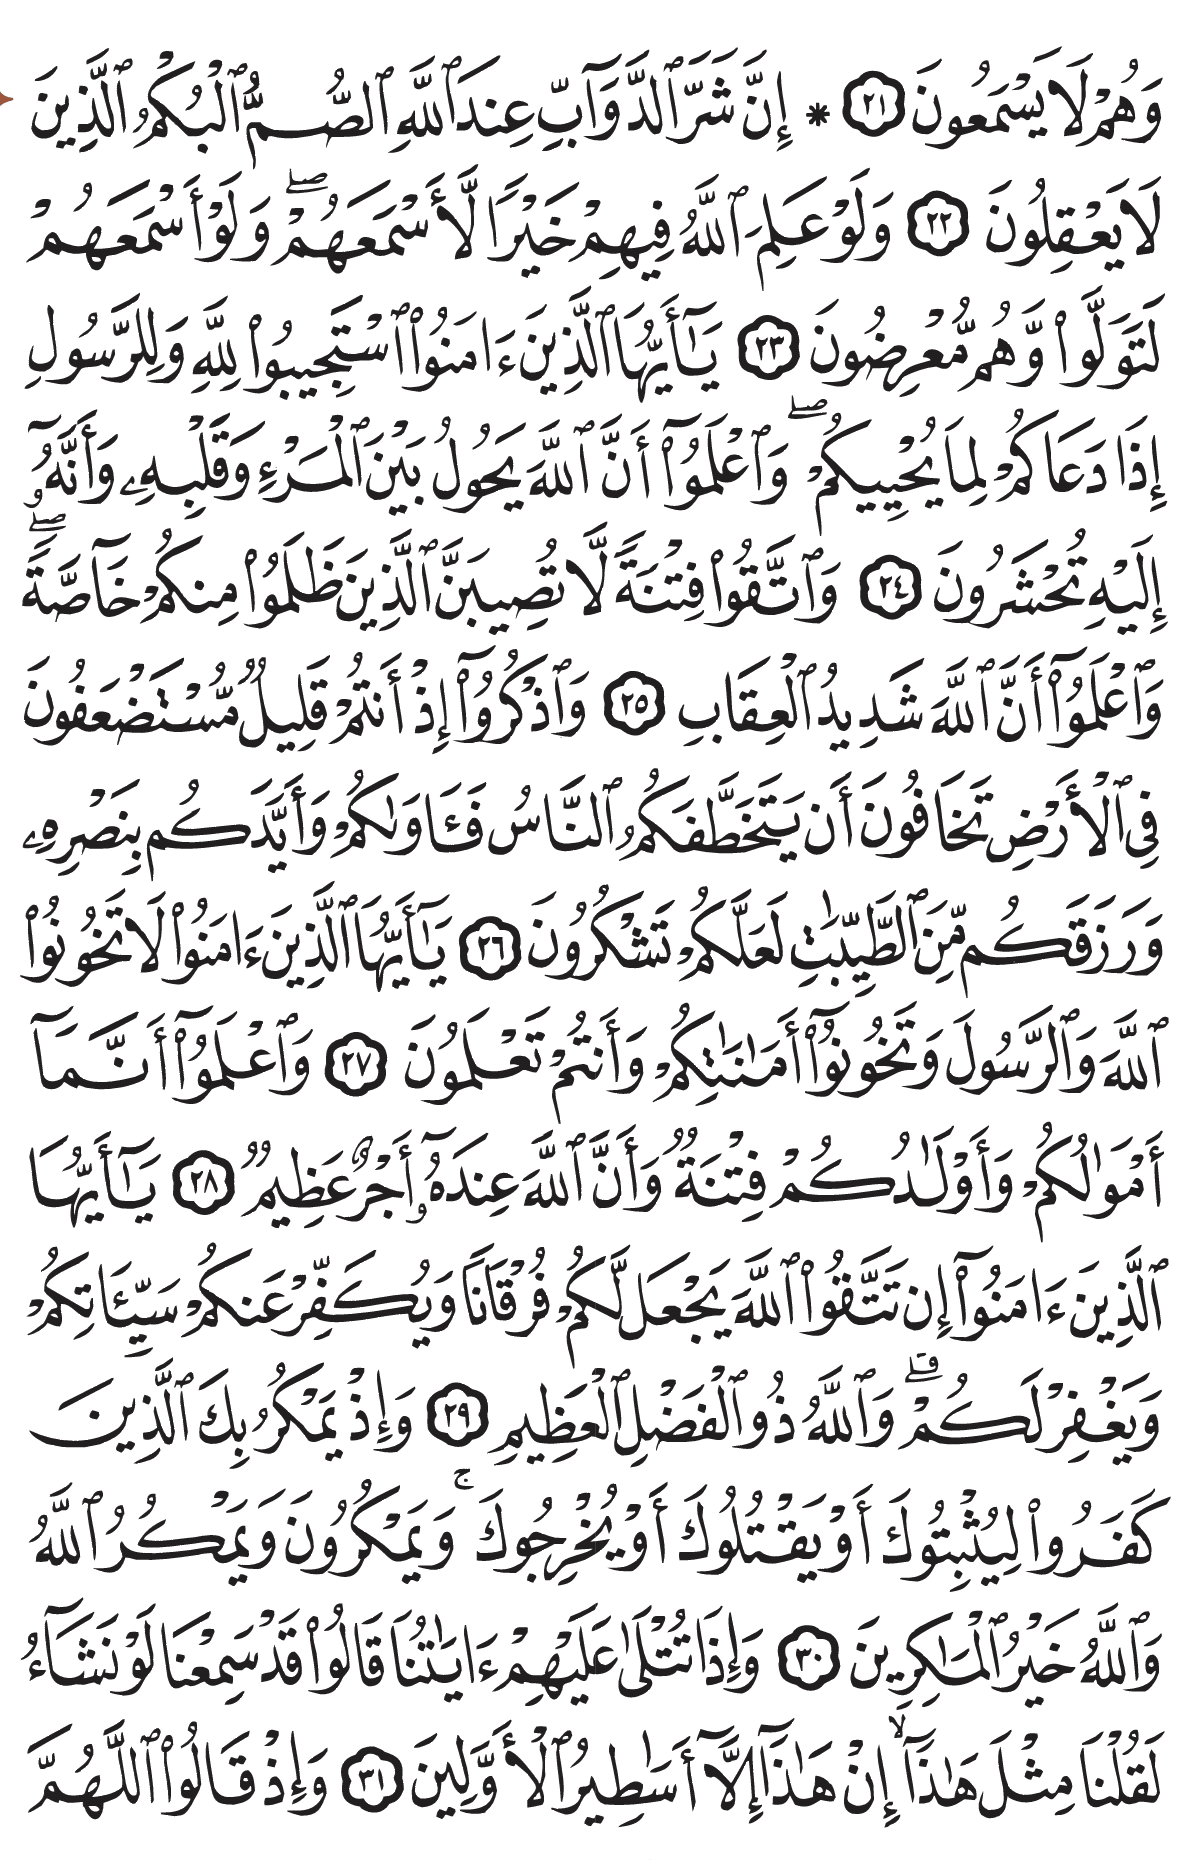 وَهُمْ لَا يَسْمَعُونَ ٢١ * إِنَّ شَرَّ ٱلدَّوَآبِّ عِندَ ٱللَّهِ ٱلصُّمُّ ٱلْبُكْمُ ٱلَّذِينَ
لَا يَعْقِلُونَ ٢٢ وَلَوْ عَلِمَ ٱللَّهُ فِيهِمْ خَيْرًا لَّأَسْمَعَهُمْۖ وَلَوْ أَسْمَعَهُمْ
لَتَوَلَّوا۟ وَّهُم مُّعْرِضُونَ ٢٣ يَـٰٓأَيُّهَا ٱلَّذِينَ ءَامَنُوا۟ ٱسْتَجِيبُوا۟ لِلَّهِ وَلِلرَّسُولِ
إِذَا دَعَاكُمْ لِمَا يُحْيِيكُمْۖ وَٱعْلَمُوٓا۟ أَنَّ ٱللَّهَ يَحُولُ بَيْنَ ٱلْمَرْءِ وَقَلْبِهِۦ وَأَنَّهُۥٓ
إِلَيْهِ تُحْشَرُونَ ٢٤ وَٱتَّقُوا۟ فِتْنَةً لَّا تُصِيبَنَّ ٱلَّذِينَ ظَلَمُوا۟ مِنكُمْ خَآصَّةًۖ
وَٱعْلَمُوٓا۟ أَنَّ ٱللَّهَ شَدِيدُ ٱلْعِقَابِ ٢٥ وَٱذْكُرُوٓا۟ إِذْ أَنتُمْ قَلِيلٌ مُّسْتَضْعَفُونَ
فِى ٱلْأَرْضِ تَخَافُونَ أَن يَتَخَطَّفَكُمُ ٱلنَّاسُ فَـَٔاوَىٰكُمْ وَأَيَّدَكُم بِنَصْرِهِۦ
وَرَزَقَكُم مِّنَ ٱلطَّيِّبَـٰتِ لَعَلَّكُمْ تَشْكُرُونَ ٢٦ يَـٰٓأَيُّهَا ٱلَّذِينَ ءَامَنُوا۟ لَا تَخُونُوا۟
ٱللَّهَ وَٱلرَّسُولَ وَتَخُونُوٓا۟ أَمَـٰنَـٰتِكُمْ وَأَنتُمْ تَعْلَمُونَ ٢٧ وَٱعْلَمُوٓا۟ أَنَّمَآ
أَمْوَٰلُكُمْ وَأَوْلَـٰدُكُمْ فِتْنَةٌ وَأَنَّ ٱللَّهَ عِندَهُۥٓ أَجْرٌ عَظِيمٌ ٢٨ يَـٰٓأَيُّهَا
ٱلَّذِينَ ءَامَنُوٓا۟ إِن تَتَّقُوا۟ ٱللَّهَ يَجْعَل لَّكُمْ فُرْقَانًا وَيُكَفِّرْ عَنكُمْ سَيِّـَٔاتِكُمْ
وَيَغْفِرْ لَكُمْۗ وَٱللَّهُ ذُو ٱلْفَضْلِ ٱلْعَظِيمِ ٢٩ وَإِذْ يَمْكُرُ بِكَ ٱلَّذِينَ
كَفَرُوا۟ لِيُثْبِتُوكَ أَوْ يَقْتُلُوكَ أَوْ يُخْرِجُوكَۚ وَيَمْكُرُونَ وَيَمْكُرُ ٱللَّهُ
وَٱللَّهُ خَيْرُ ٱلْمَـٰكِرِينَ ٣٠ وَإِذَا تُتْلَىٰ عَلَيْهِمْ ءَايَـٰتُنَا قَالُوا۟ قَدْ سَمِعْنَا لَوْ نَشَآءُ
لَقُلْنَا مِثْلَ هَـٰذَآۙ إِنْ هَـٰذَآ إِلَّآ أَسَـٰطِيرُ ٱلْأَوَّلِينَ ٣١ وَإِذْ قَالُوا۟ ٱللَّهُمَّ